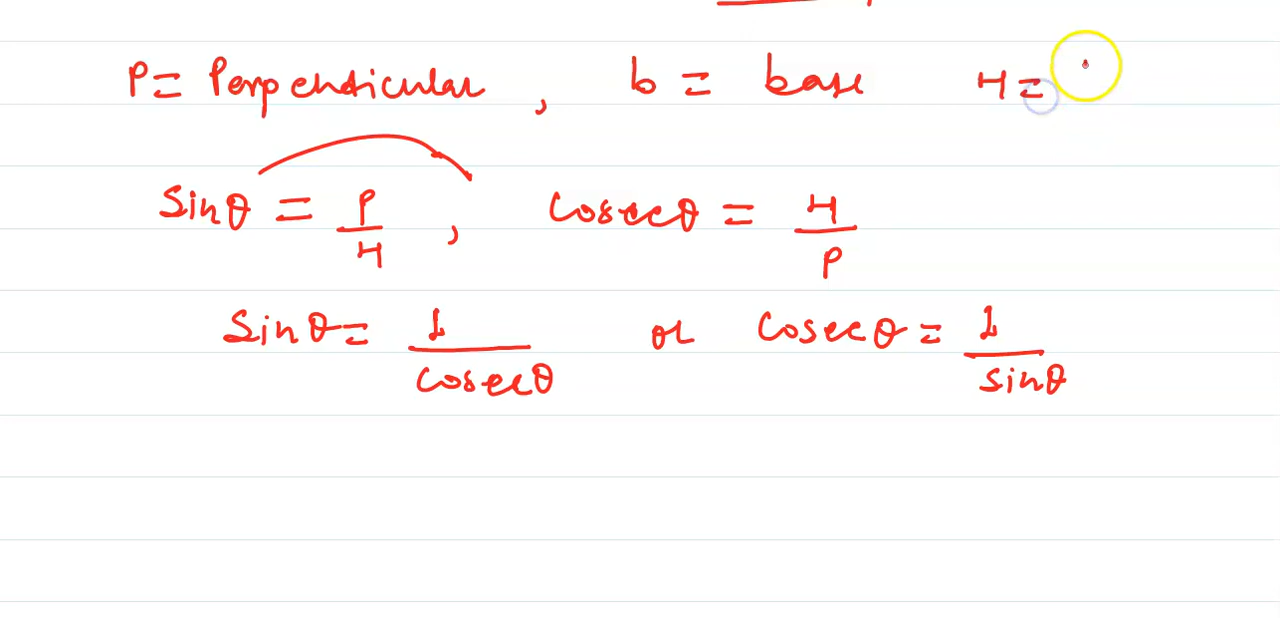 P = Perpendicular, b = base H =
Sinθ = P/H, Cosecθ = H/P
Sinθ = 1/Cosecθ or Cosecθ = 1/Sinθ